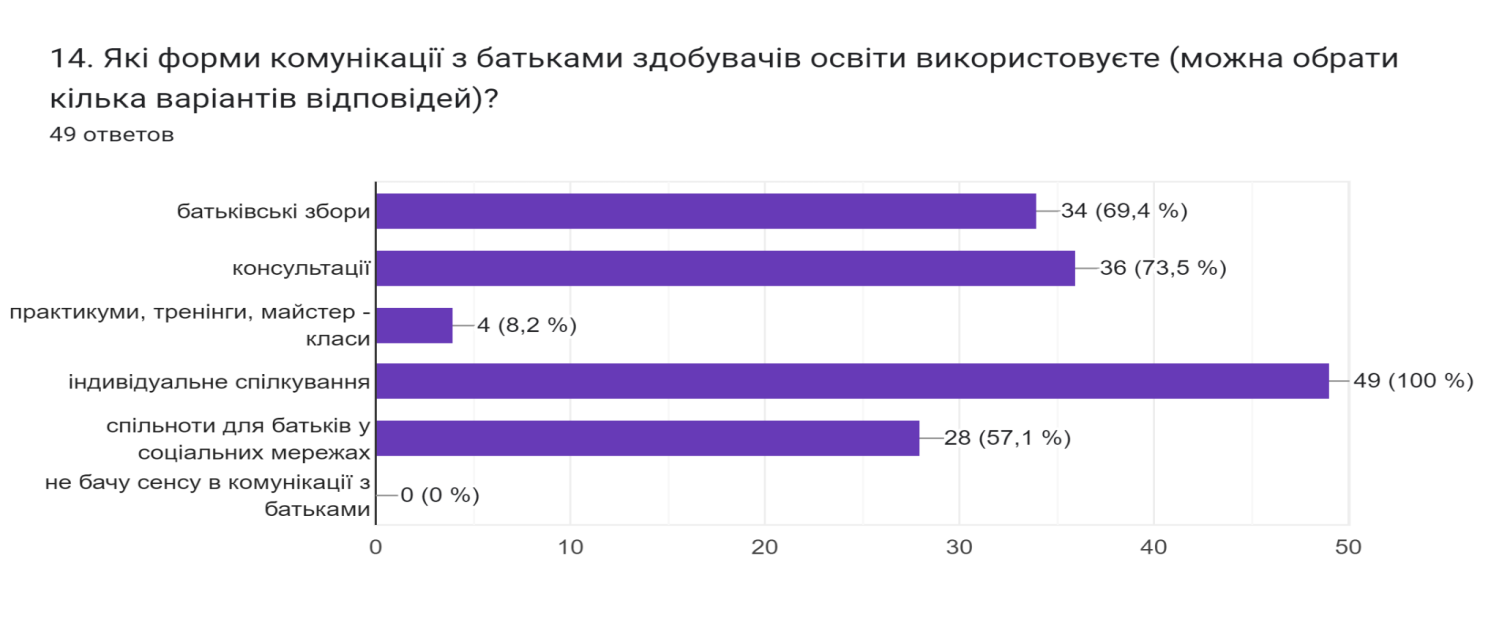 14. Які форми комунікації з батьками здобувачів освіти використовуєте (можна обрати
кілька варіантів відповідей)?
49 ответов
батьківські збори
34 (69,4 %)
консультації
36 (73,5 %)
практикуми, тренінги, майстер -
класи
4 (8,2 %)
індивідуальне спілкування
49 (100 %)
спільноти для батьків у
соціальних мережах
28 (57,1 %)
не бачу сенсу в комунікації з
батьками
0 (0 %)
0 10 20 30 40 50